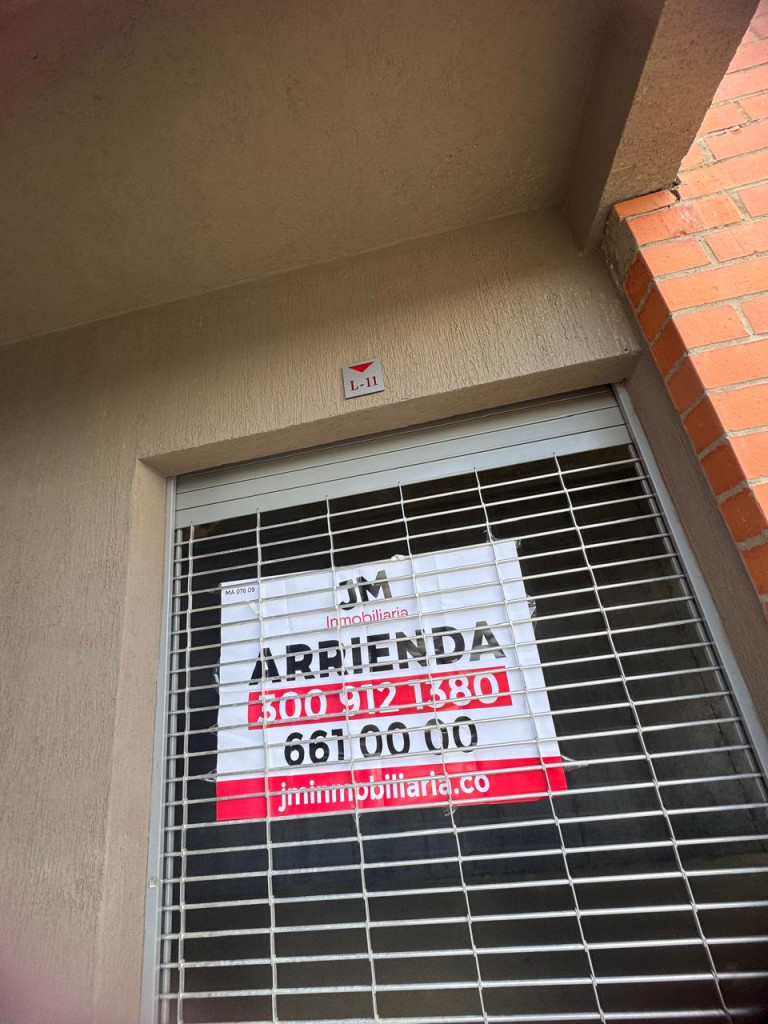 L-11
MA 076 09
JM
Inmobiliaria
ARRIENDA
300 912 1380
661 00 00
jminmobiliaria.co